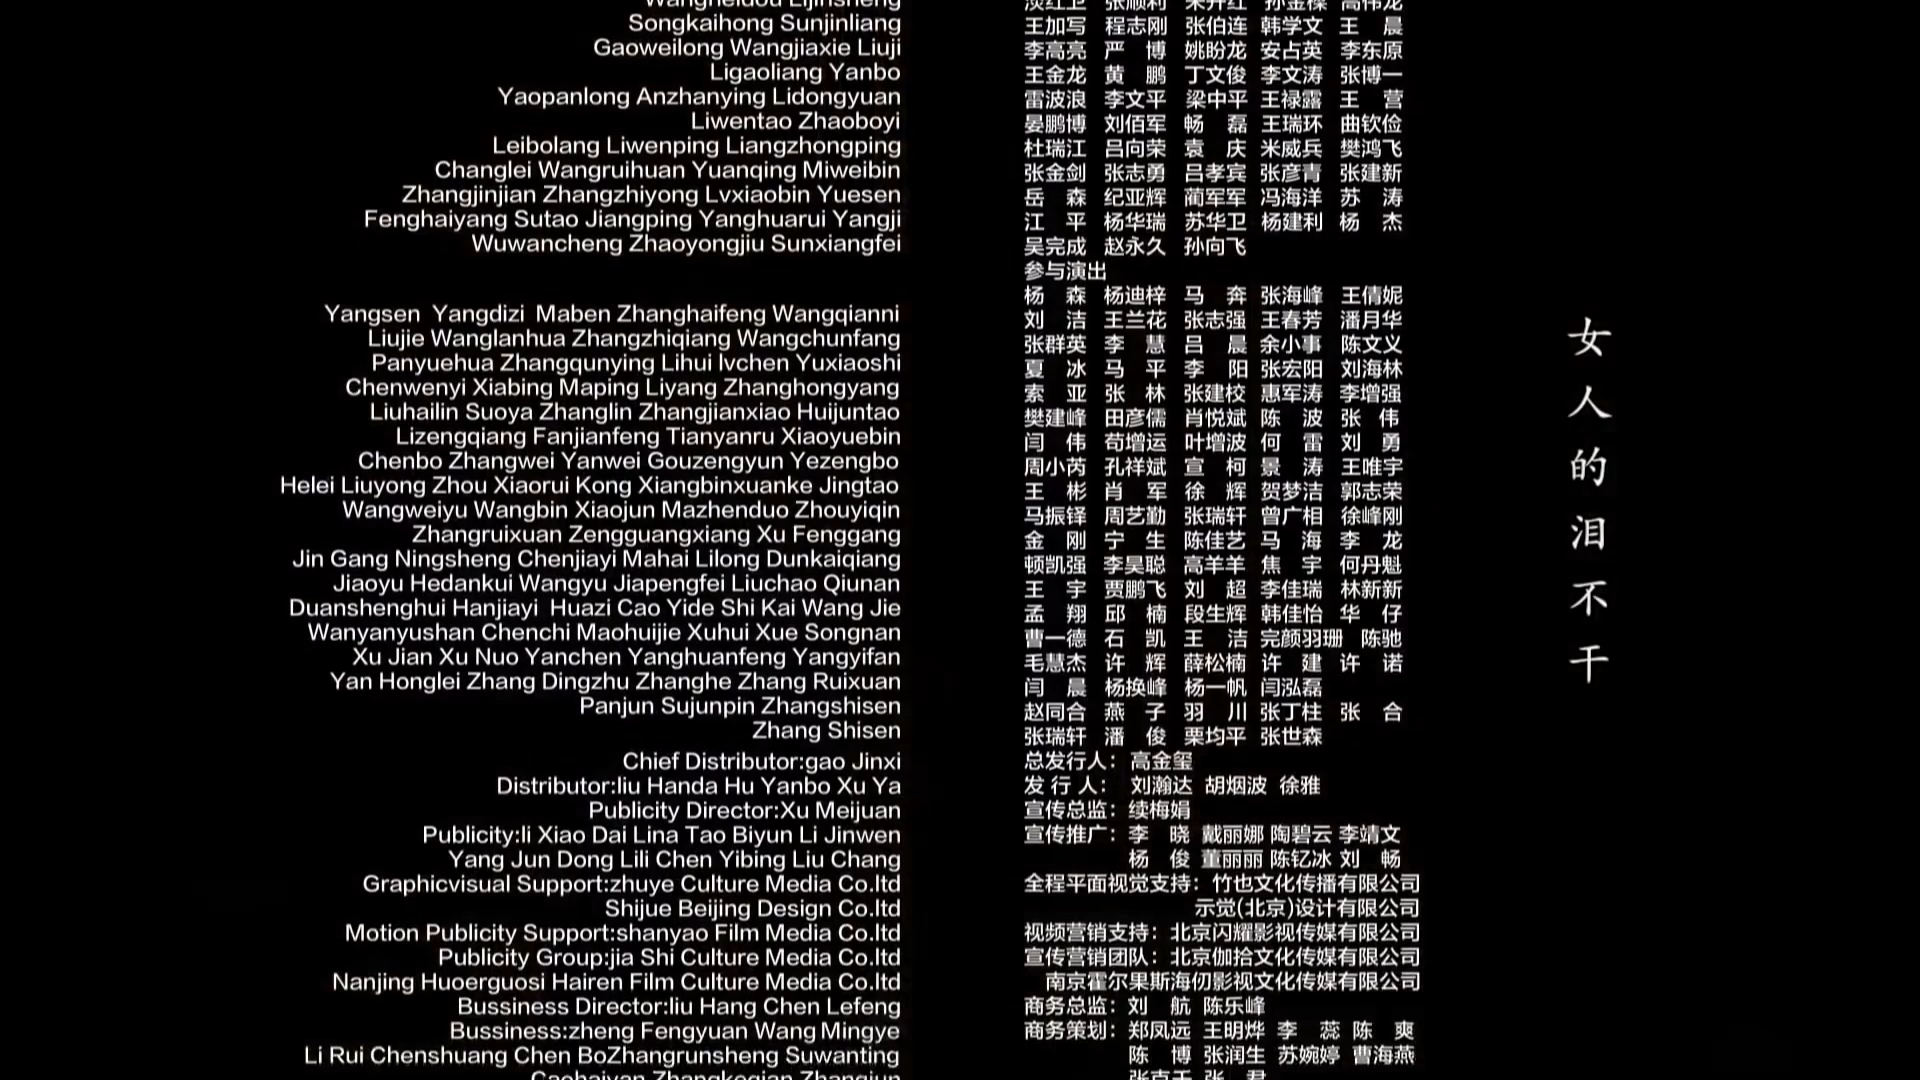 Songkaihong Sunjinliang
Gaoweilong Wangjiaxie Liuji
Ligaoliang Yanbo
Yaopanlong Anzhanying Lidongyuan
Liwentao Zhaoboyi
Leibolang Liwenping Liangzhongping
Changlei Wangruihuan Yuanqing Miweibin
Zhangjinjian Zhangzhiyong Lvxiaobin Yuesen
Fenghaiyang Sutao Jiangping Yanghuarui Yangji
Wuwancheng Zhaoyongjiu Sunxiangfei
Yangsen Yangdizi Maben Zhanghaifeng Wangqianni
Liujie Wanglanhua Zhangzhiqiang Wangchunfang
Panyuehua Zhangqunying Lihui lvchen Yuxiaoshi
Chenwenyi Xiabing Maping Liyang Zhanghongyang
Liuhailin Suoya Zhanglin Zhangjianxiao Huijuntao
Lizengqiang Fanjianfeng Tianyanru Xiaoyuebin
Chenbo Zhangwei Yanwei Gouzengyun Yezengbo
Helei Liuyong Zhou Xiaorui Kong Xiangbinxuanke Jingtao
Wangweiyu Wangbin Xiaojun Mazhenduo Zhouyiqin
Zhangruixuan Zengguangxiang Xu Fenggang
Jin Gang Ningsheng Chenjiayi Mahai Lilong Dunkaiqiang
Jiaoyu Hedankui Wangyu Jiapengfei Liuchao Qiunan
Duanshenghui Hanjiayi Huazi Cao Yide Shi Kai Wang Jie
Wanyanyushan Chenchi Maohuijie Xuhui Xue Songnan
Xu Jian Xu Nuo Yanchen Yanghuanfeng Yangyifan
Yan Honglei Zhang Dingzhu Zhanghe Zhang Ruixuan
Panjun Sujunpin Zhangshisen
Zhang Shisen
Chief Distributor:gao Jinxi
Distributor:liu Handa Hu Yanbo Xu Ya
Publicity Director:Xu Meijuan
Publicity:li Xiao Dai Lina Tao Biyun Li Jinwen
Yang Jun Dong Lili Chen Yibing Liu Chang
Graphicvisual Support:zhuye Culture Media Co.ltd
Shijue Beijing Design Co.ltd
Motion Publicity Support:shanyao Film Media Co.ltd
Publicity Group:jia Shi Culture Media Co.ltd
Nanjing Huoerguosi Hairen Film Culture Media Co.ltd
Bussiness Director:liu Hang Chen Lefeng
Bussiness:zheng Fengyuan Wang Mingye
Li Rui Chenshuang Chen BoZhangrunsheng Suwanting
王加写 程志刚 张伯连 韩学文 王 晨
李高亮 严 博 姚盼龙 安占英 李东原
王金龙 黄 鹏 丁文俊 李文涛 张博一
雷波浪 李文平 梁中平 王禄露 王 营
晏鹏博 刘佰军 畅 磊 王瑞环 曲钦俭
杜瑞江 吕向荣 袁 庆 米威兵 樊鸿飞
张金剑 张志勇 吕孝宾 张彦青 张建新
岳 森 纪亚辉 蔺军军 冯海洋 苏 涛
江 平 杨华瑞 苏华卫 杨建利 杨 杰
吴完成 赵永久 孙向飞
参与演出
杨 森 杨迪梓 马 奔 张海峰 王倩妮
刘 洁 王兰花 张志强 王春芳 潘月华
张群英 李 慧 吕 晨 余小事 陈文义
夏 冰 马 平 李 阳 张宏阳 刘海林
索 亚 张 林 张建校 惠军涛 李增强
樊建峰 田彦儒 肖悦斌 陈 波 张 伟
闫 伟 苟增运 叶增波 何 雷 刘 勇
周小芮 孔祥斌 宣 柯 景 涛 王唯宇
王 彬 肖 军 徐 辉 贺梦洁 郭志荣
马振铎 周艺勤 张瑞轩 曾广相 徐峰刚
金 刚 宁 生 陈佳艺 马 海 李 龙
顿凯强 李昊聪 高羊羊 焦 宇 何丹魁
王 宇 贾鹏飞 刘 超 李佳瑞 林新新
孟 翔 邱 楠 段生辉 韩佳怡 华 仔
曹一德 石 凯 王 洁 完颜羽珊 陈驰
毛慧杰 许 辉 薛松楠 许 建 许 诺
闫 晨 杨换峰 杨一帆 闫泓磊
赵同合 燕 子 羽 川 张丁柱 张 合
张瑞轩 潘 俊 栗均平 张世森
总发行人：高金玺
发 行 人： 刘瀚达 胡烟波 徐雅
宣传总监：续梅娟
宣传推广：李 晓 戴丽娜 陶碧云 李靖文
杨 俊 董丽丽 陈钇冰 刘 畅
全程平面视觉支持：竹也文化传播有限公司
示觉(北京)设计有限公司
视频营销支持：北京闪耀影视传媒有限公司
宣传营销团队：北京伽拾文化传媒有限公司
南京霍尔果斯海仞影视文化传媒有限公司
商务总监：刘 航 陈乐峰
商务策划：郑凤远 王明烨 李 蕊 陈 爽
陈 博 张润生 苏婉婷 曹海燕
女人的泪不干